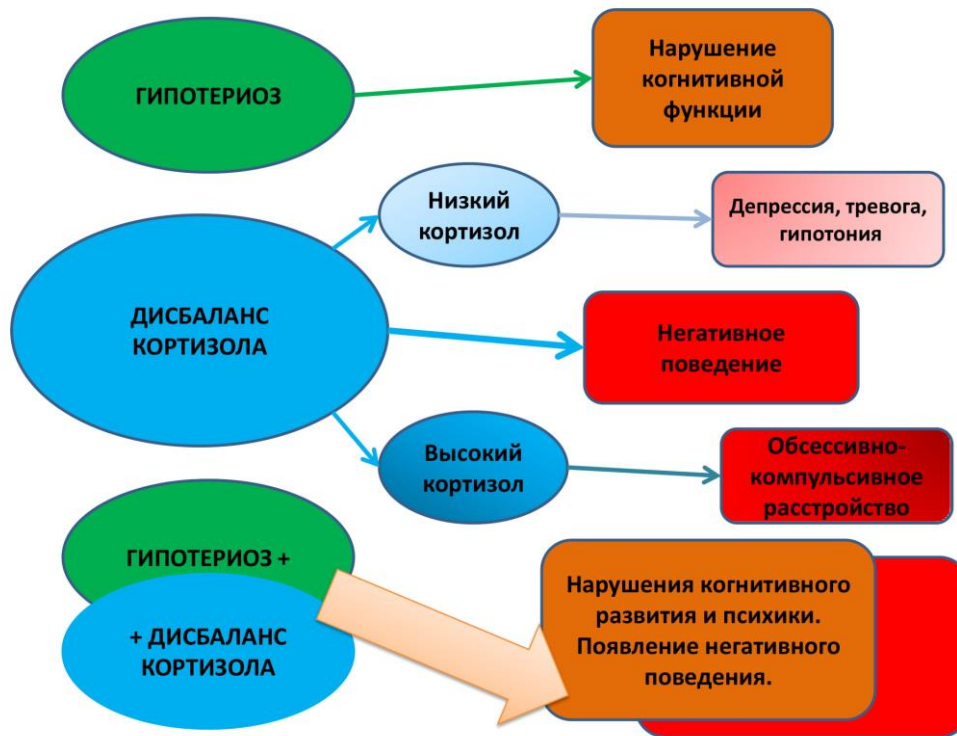 ГИПОТЕРИОЗ
Нарушение
когнитивной
функции
Низкий
кортизол
Депрессия, тревога,
гипотония
ДИСБАЛАНС
КОРТИЗОЛА
Негативное
поведение
Высокий
кортизол
Обсессивно-
компульсивное
расстройство
ГИПОТЕРИОЗ +
+ ДИСБАЛАНС
КОРТИЗОЛА
Нарушения когнитивного
развития и психики.
Появление негативного
поведения.